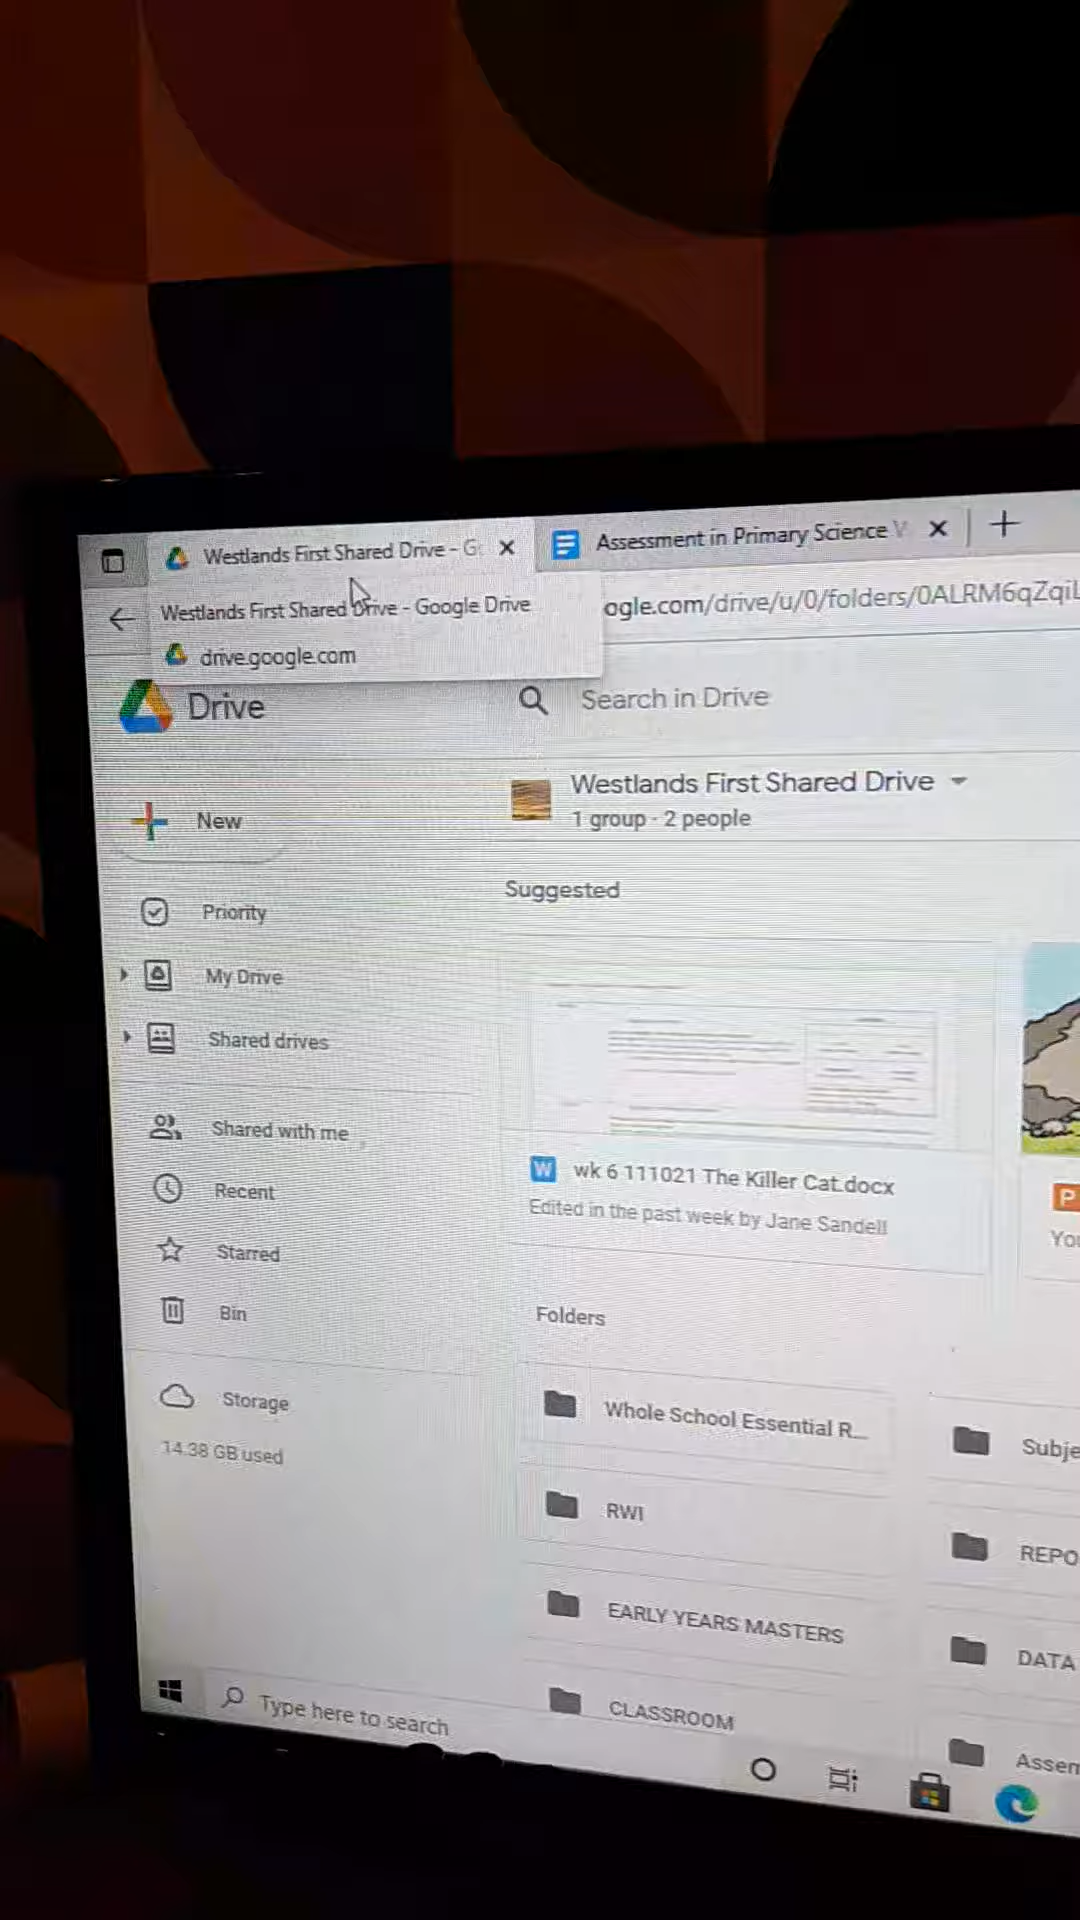 Westlands First Shared Drive - G
Assessment in Primary Science
Westlands First Shared Drive - Google Drive
drive.google.com
ogle.com/drive/u/0/folders/0ALRM6qZqiL
Drive
Search in Drive
Westlands First Shared Drive
1 group · 2 people
New
Suggested
Priority
My Drive
Shared drives
Shared with me
Recent
Starred
Bin
Storage
14.38 GB used
W wk 6 111021 The Killer Cat.docx
Edited in the past week by Jane Sandell
P
You
Folders
Whole School Essential R...
Subje
RWI
REPO
EARLY YEARS MASTERS
DATA
CLASSROOM
Assem
Type here to search